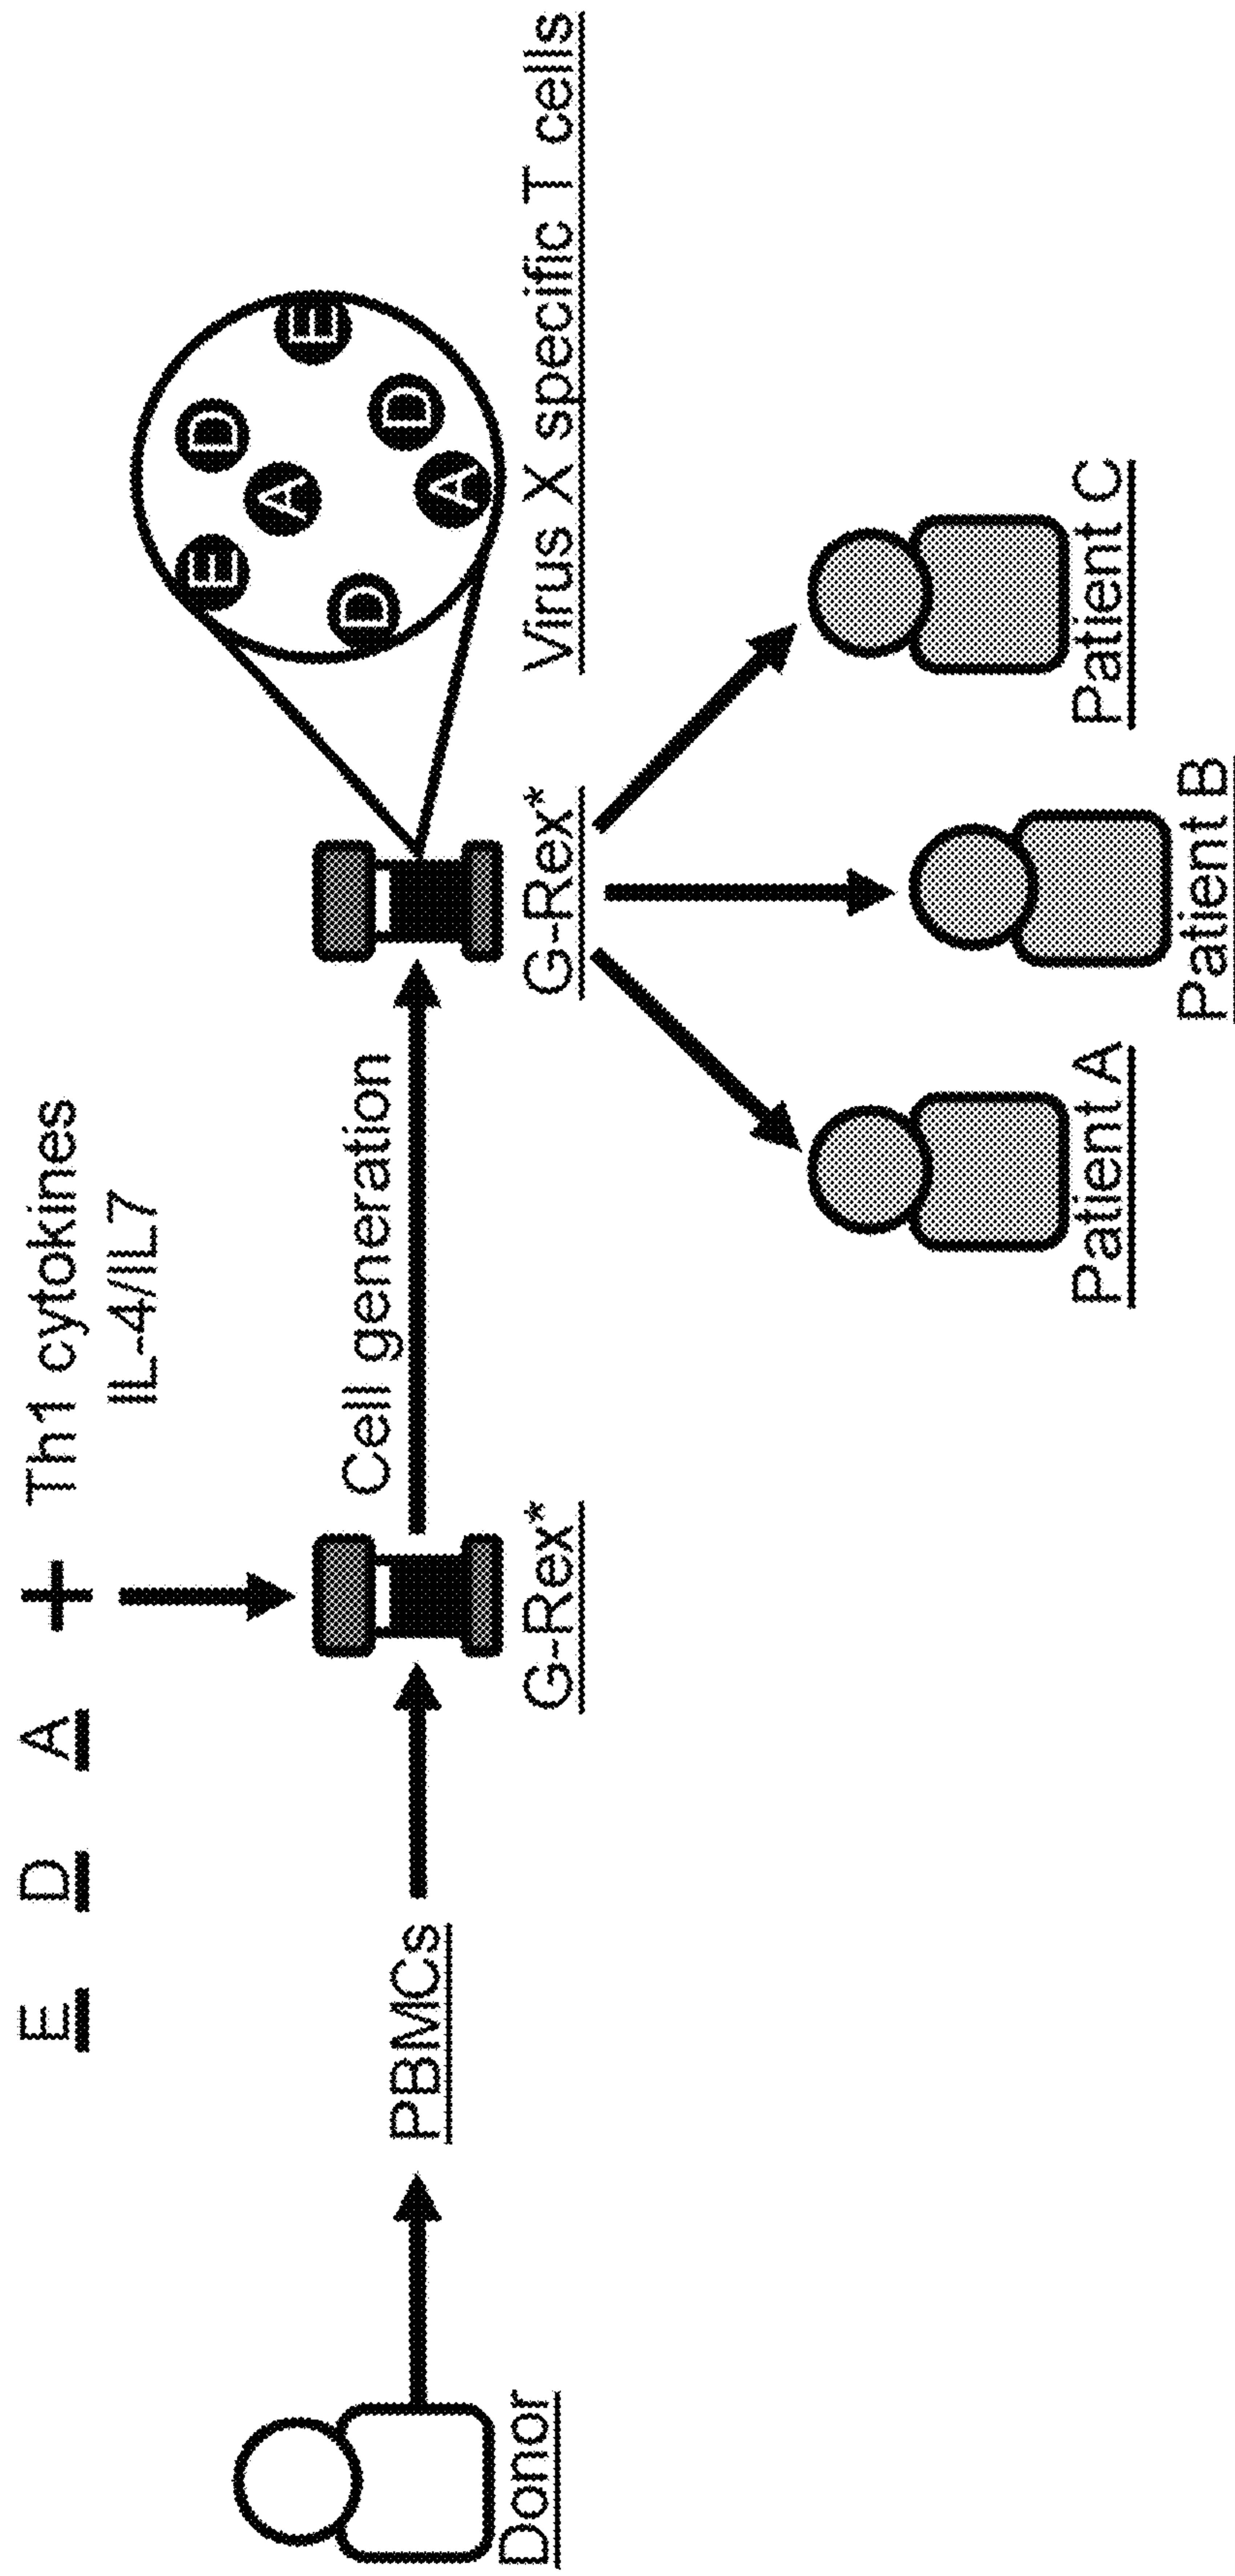 E D A + Th1 cytokines
IL-4/IL7
Donor
PBMCs
G-Rex*
Cell generation
G-Rex*
E
D
A
D
E
D
A
Virus X specific T cells
Patient A
Patient B
Patient C